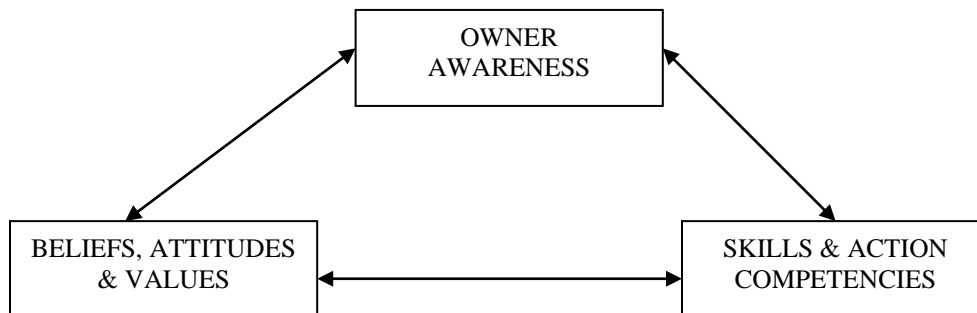 OWNER
AWARENESS
BELIEFS, ATTITUDES
& VALUES
SKILLS & ACTION
COMPETENCIES